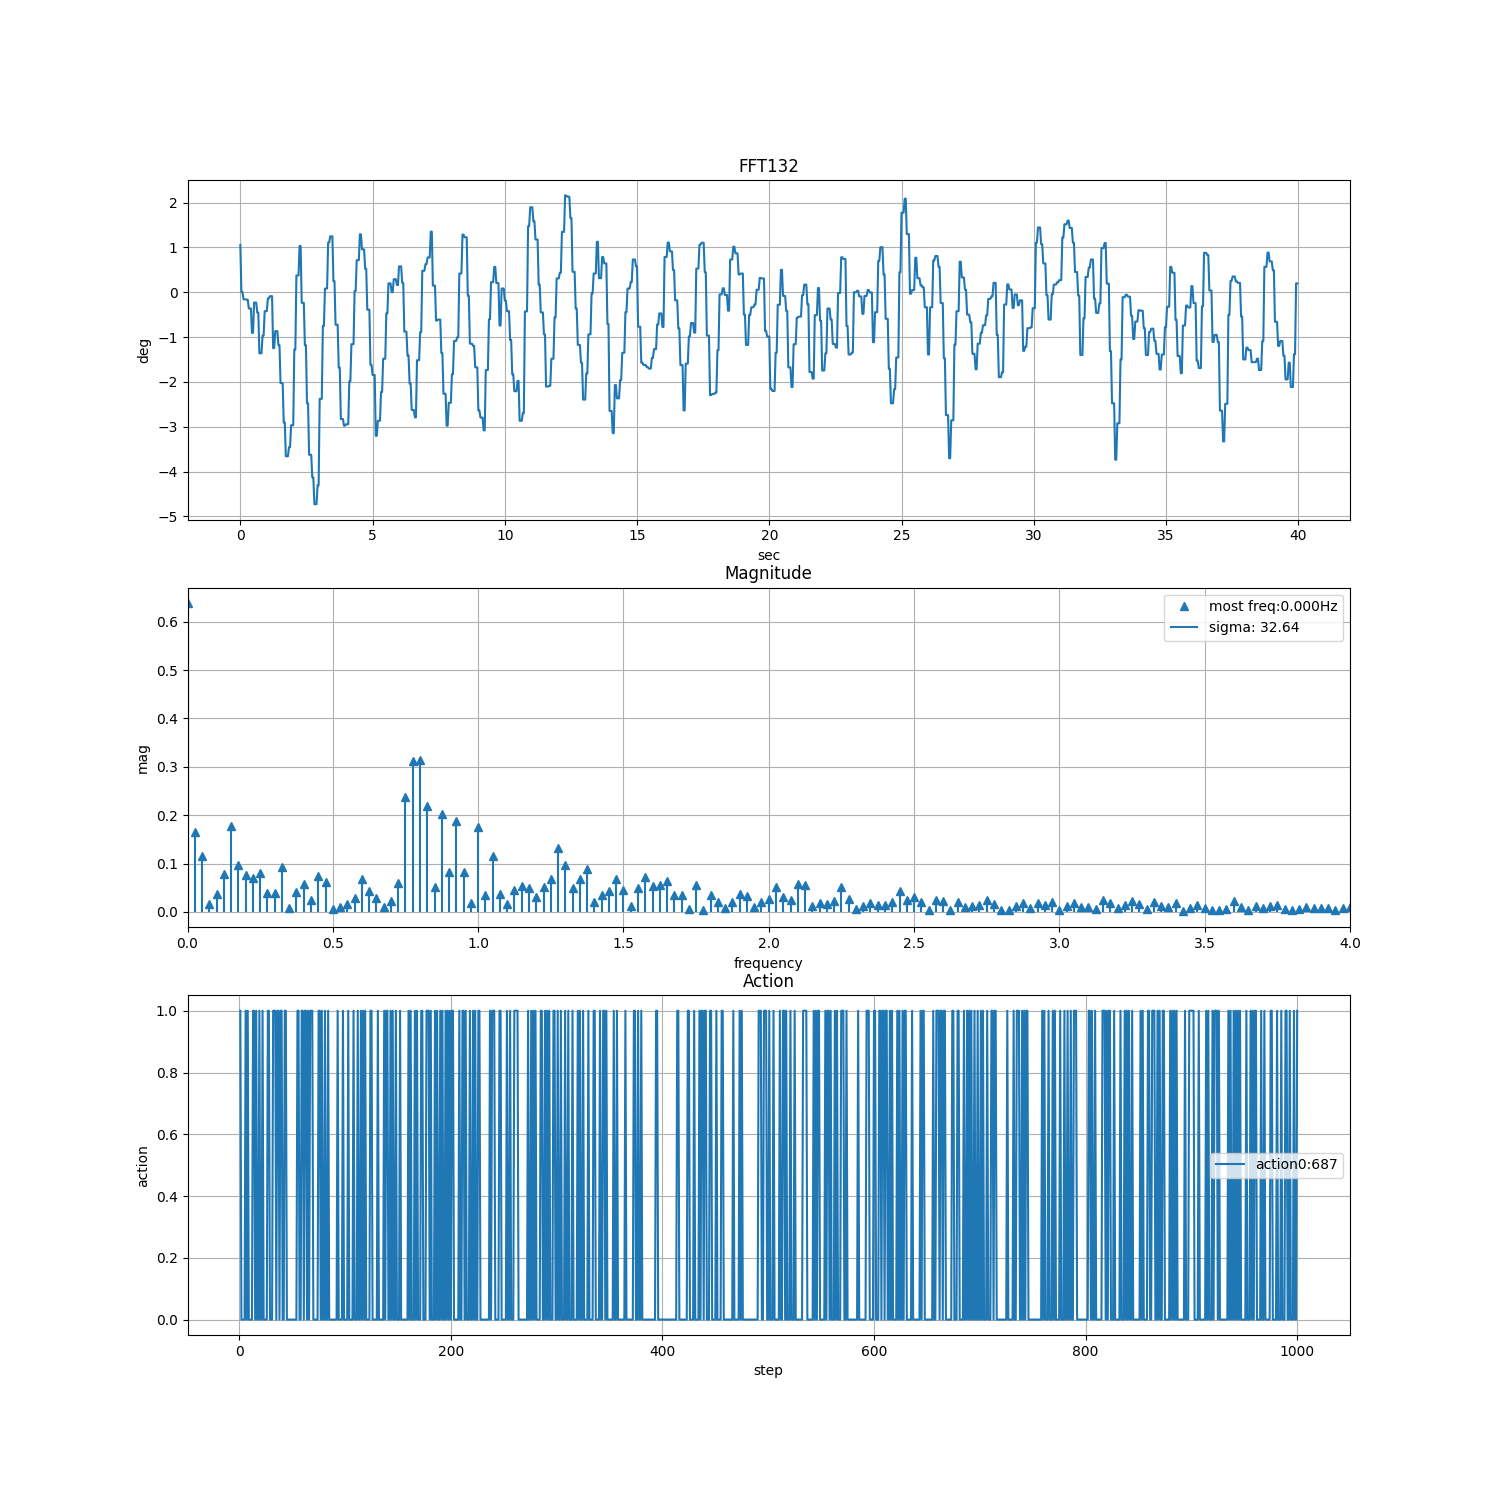 FFT132
2
1
0
−1
−2
−3
−4
−5
deg
0 5 10 15 20 25 30 35 40
sec
Magnitude
most freq:0.000Hz
sigma: 32.64
0.6
0.5
0.4
0.3
0.2
0.1
0.0
mag
0.0 0.5 1.0 1.5 2.0 2.5 3.0 3.5 4.0
frequency
Action
1.0
0.8
0.6
0.4
0.2
0.0
action
action0:687
0 200 400 600 800 1000
step